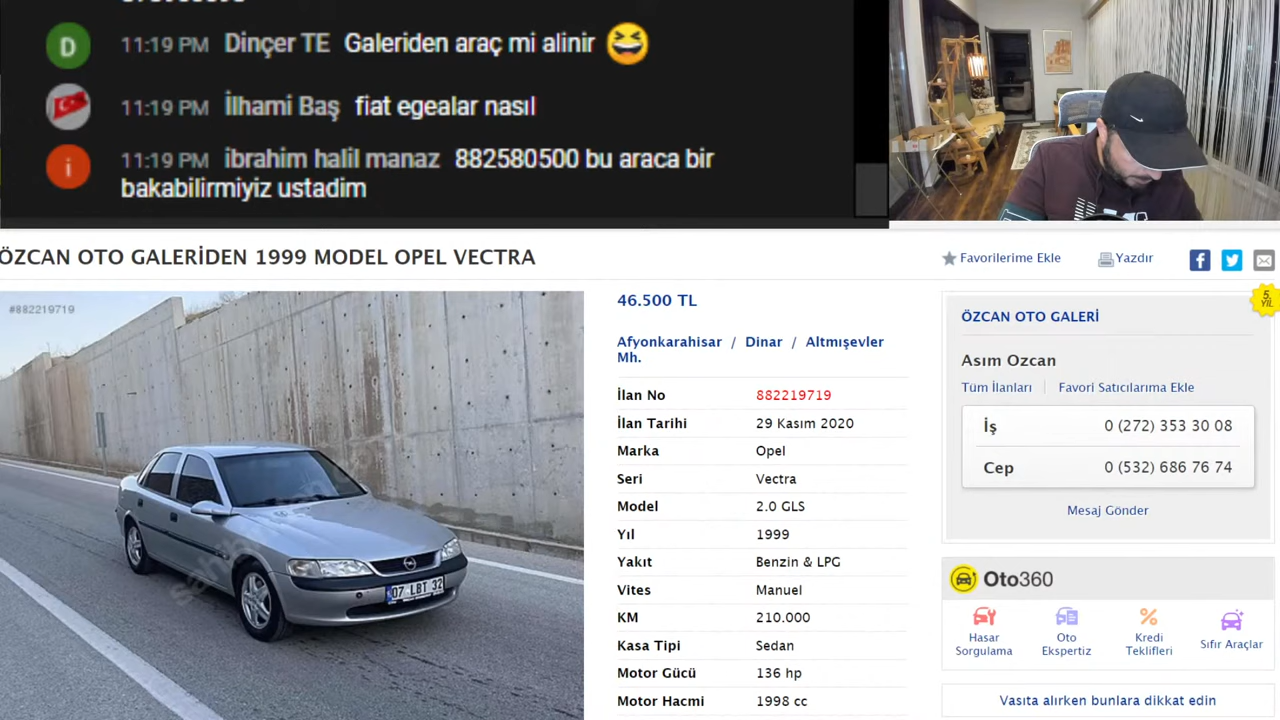 11:19 PM Dinçer TE Galeriden araç mi alinir
İlhami Baş
11:19 PM İlhami Baş fiat egealar nasıl
i 11:19 PM ibrahim halil manaz 882580500 bu araca bir
bakabilirmiyiz ustadim
ÖZCAN OTO GALERİDEN 1999 MODEL OPEL VECTRA
Favorilerime Ekle
Yazdır
#882219719
07 LBT 32
46.500 TL
Afyonkarahisar / Dinar / Altmışevler
Mh.
İlan No 882219719
İlan Tarihi 29 Kasım 2020
Marka Opel
Seri Vectra
Model 2.0 GLS
Yıl 1999
Yakıt Benzin & LPG
Vites Manuel
KM 210.000
Kasa Tipi Sedan
Motor Gücü 136 hp
Motor Hacmi 1998 cc
5.
YIL
ÖZCAN OTO GALERİ
Asım Ozcan
Tüm İlanları Favori Satıcılarıma Ekle
İş 0 (272) 353 30 08
Cep 0 (532) 686 76 74
Mesaj Gönder
Oto360
Hasar
Sorgulama
Oto
Ekspertiz
Kredi
Teklifleri
Sıfır Araçlar
Vasıta alırken bunlara dikkat edin